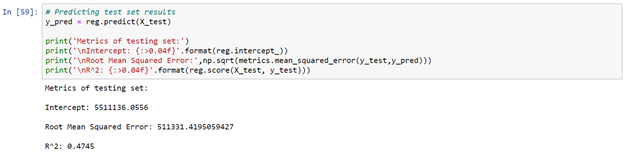 In [59]: # Predicting test set results
y_pred = reg.predict(X_test)
print('Metrics of testing set:')
print('\nIntercept: {:>0.04f}'.format(reg.intercept_))
print('\nRoot Mean Squared Error:',np.sqrt(metrics.mean_squared_error(y_test,y_pred)))
print('\nR^2: {:>0.04f}'.format(reg.score(X_test, y_test)))
Metrics of testing set:
Intercept: 5511136.0556
Root Mean Squared Error: 511331.4195059427
R^2: 0.4745